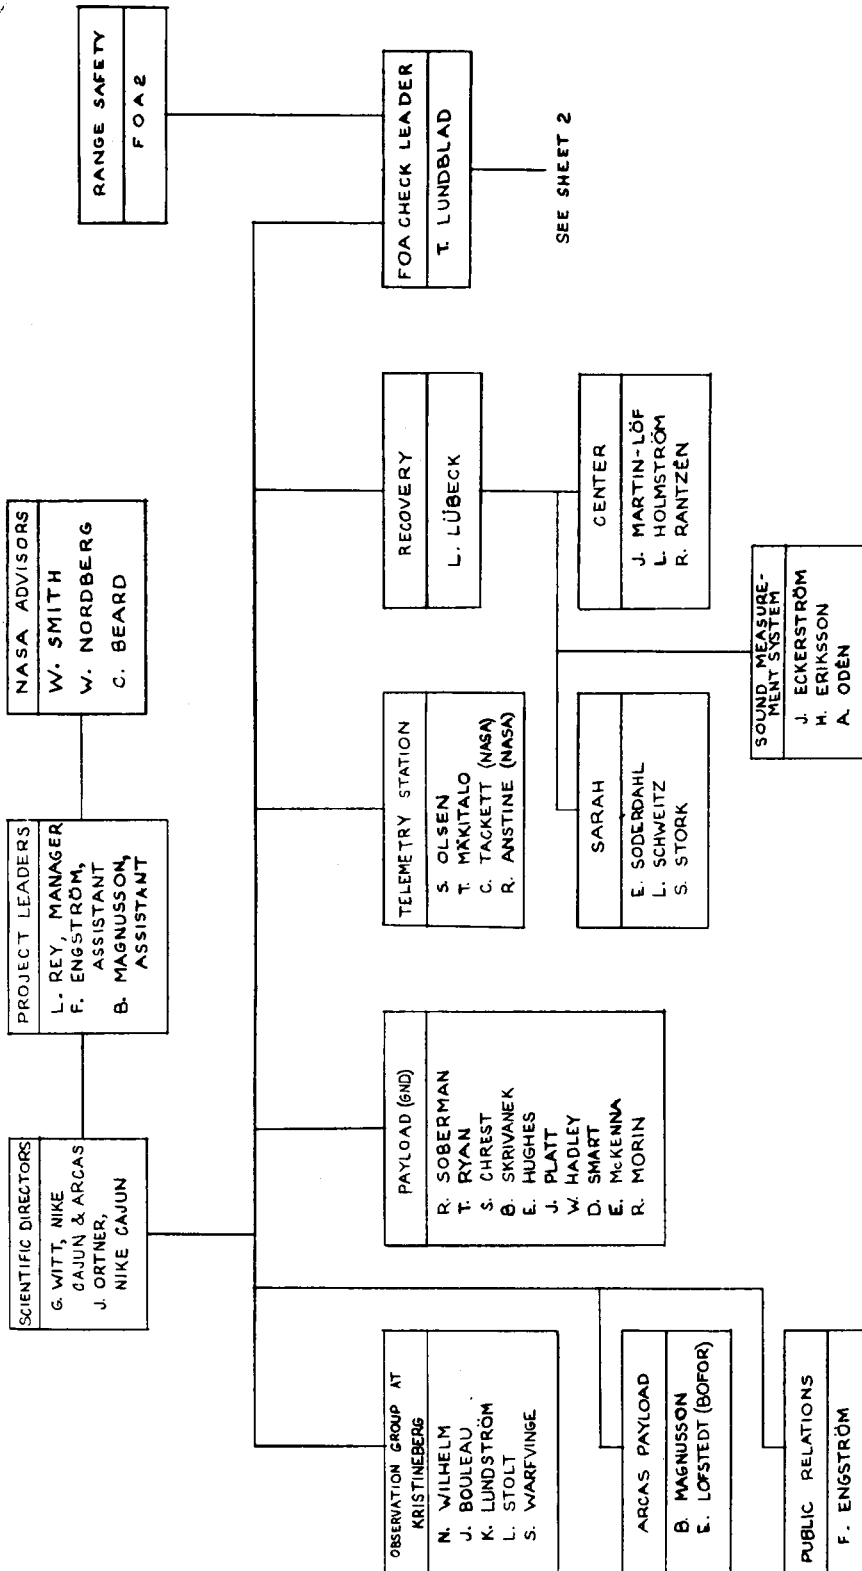 SCIENTIFIC DIRECTORS
G. WITT, NIKE
CAJUN & ARCAS
J. ORTNER,
NIKE CAJUN
PROJECT LEADERS
L. REY, MANAGER
F. ENGSTRÖM,
ASSISTANT
B. MAGNUSSON,
ASSISTANT
NASA ADVISORS
W. SMITH
W. NORDBERG
C. BEARD
RANGE SAFETY
FOA2
OBSERVATION GROUP AT
KRISTINEBERG
N. WILHELM
J. BOULEAU
K. LUNDSTRÖM
L. STOLT
S. WARFVINGE
PAYLOAD (GND)
R. SOBERMAN
T. RYAN
S. CHREST
B. SKRIVANEK
E. HUGHES
J. PLATT
W. HADLEY
D. SMART
E. McKENNA
R. MORIN
TELEMETRY STATION
S. OLSEN
T. MÄKITALO
C. TACKETT (NASA)
R. ANSTINE (NASA)
RECOVERY
L. LÜBECK
FOA CHECK LEADER
T. LUNDBLAD
SEE SHEET 2
ARCAS PAYLOAD
B. MAGNUSSON
E. LOFSTEDT (BOFOR)
SARAH
E. SODERDAHL
L. SCHWEITZ
S. STORK
CENTER
J. MARTIN-LÖF
L. HOLMSTRÖM
R. RANTZÉN
PUBLIC RELATIONS
F. ENGSTRÖM
SOUND MEASURE-
MENT SYSTEM
J. ECKERSTRÖM
H. ERIKSSON
A. ODÉN